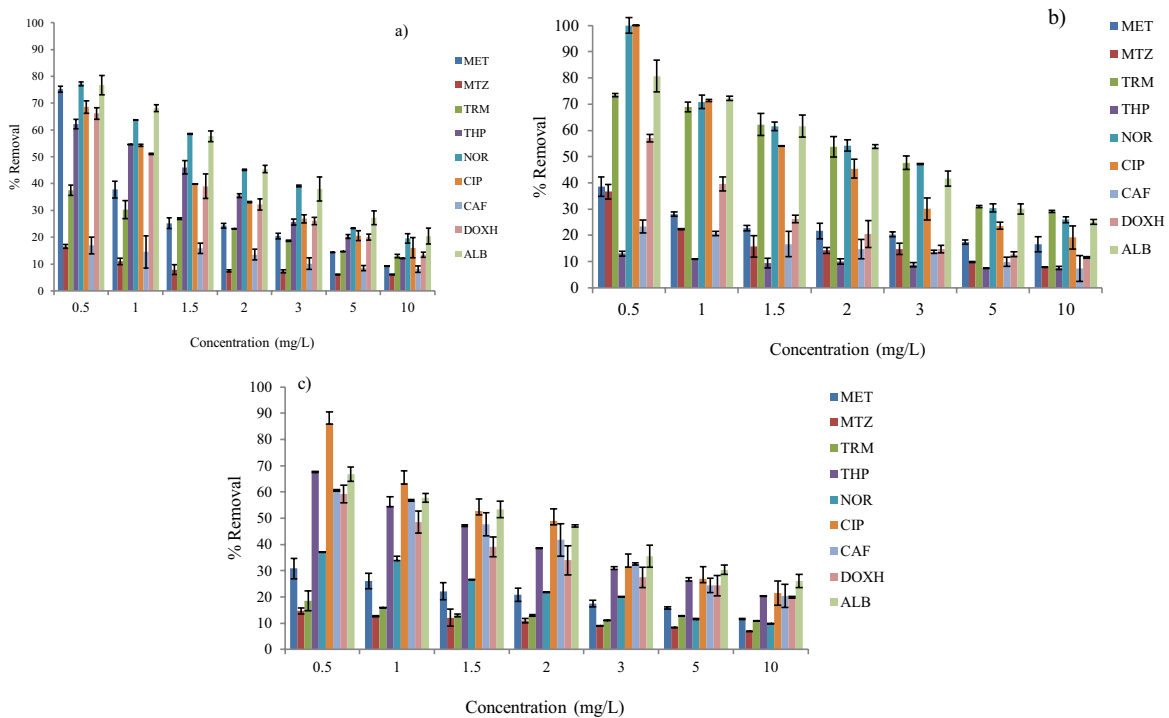 a)
% Removal
100
90
80
70
60
50
40
30
20
10
0
0.5 1 1.5 2 3 5 10
Concentration (mg/L)
MET
MTZ
TRM
THP
NOR
CIP
CAF
DOXH
ALB
b)
% Removal
100
90
80
70
60
50
40
30
20
10
0
0.5 1 1.5 2 3 5 10
Concentration (mg/L)
MET
MTZ
TRM
THP
NOR
CIP
CAF
DOXH
ALB
c)
% Removal
100
90
80
70
60
50
40
30
20
10
0
0.5 1 1.5 2 3 5 10
Concentration (mg/L)
MET
MTZ
TRM
THP
NOR
CIP
CAF
DOXH
ALB